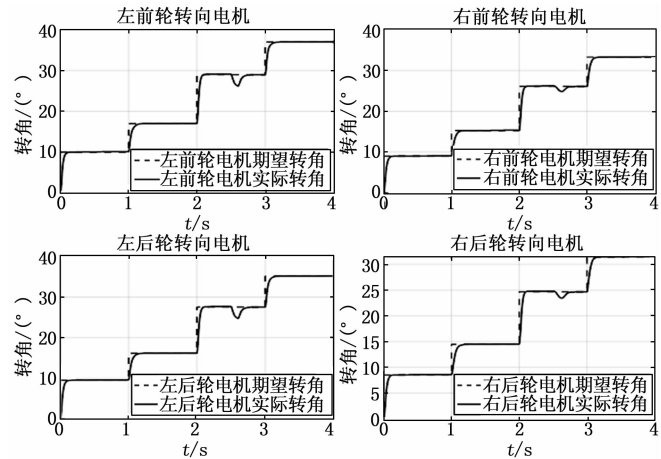 左前轮转向电机
转角/(°)
40
30
20
10
0
左前轮电机期望转角
左前轮电机实际转角
0 1 2 3 4
t/s
右前轮转向电机
转角/(°)
40
30
20
10
0
右前轮电机期望转角
右前轮电机实际转角
0 1 2 3 4
t/s
左后轮转向电机
转角/(°)
40
30
20
10
0
左后轮电机期望转角
左后轮电机实际转角
0 1 2 3 4
t/s
右后轮转向电机
转角/(°)
30
25
20
15
10
5
0
右后轮电机期望转角
右后轮电机实际转角
0 1 2 3 4
t/s